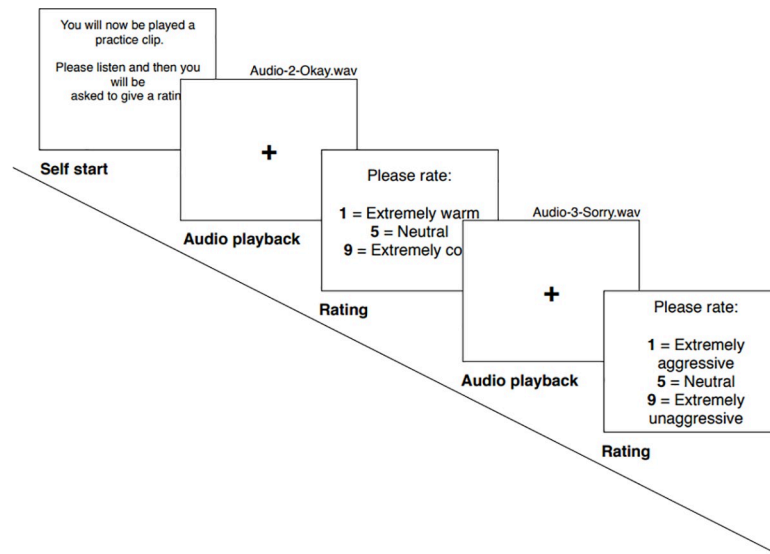 You will now be played a
practice clip.
Please listen and then you
will be
asked to give a ratin
Self start
Audio-2-Okay.wav
+
Audio playback
Please rate:
1 = Extremely warm
5 = Neutral
9 = Extremely co
Rating
Audio-3-Sorry.wav
+
Audio playback
Please rate:
1 = Extremely
aggressive
5 = Neutral
9 = Extremely
unaggressive
Rating